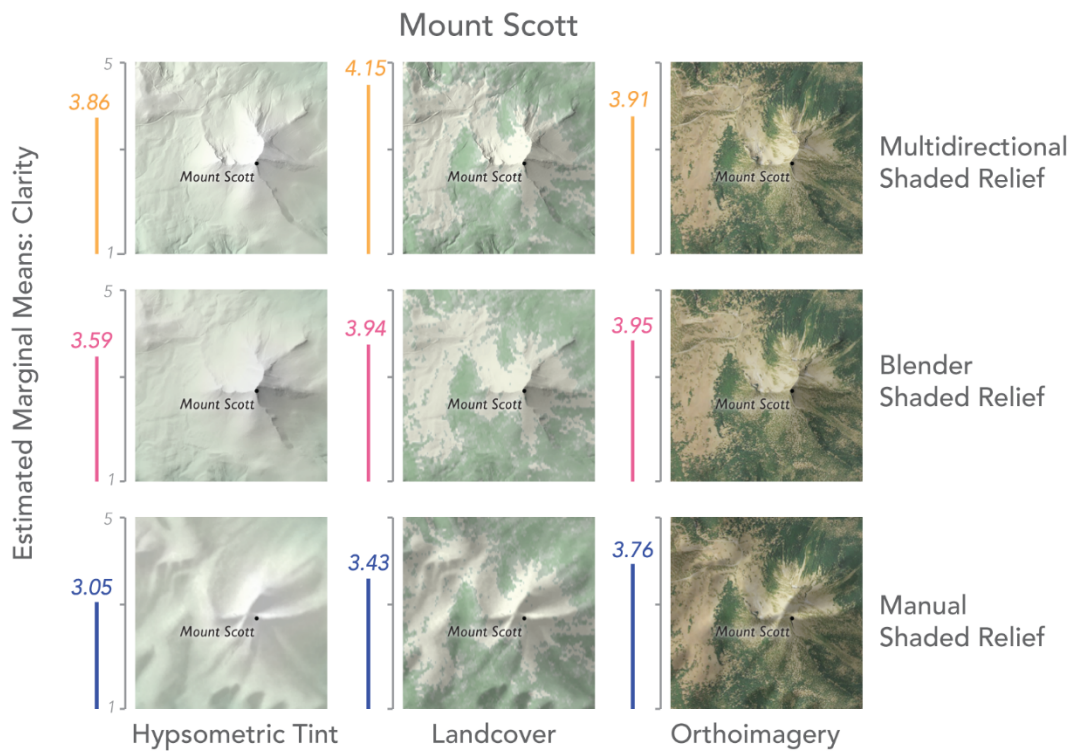 Mount Scott
Estimated Marginal Means: Clarity
5
3.86
1
Mount Scott
4.15
Mount Scott
3.91
Mount Scott
Multidirectional
Shaded Relief
5
3.59
1
Mount Scott
3.94
Mount Scott
3.95
Mount Scott
Blender
Shaded Relief
5
3.05
1
Mount Scott
3.43
Mount Scott
3.76
Mount Scott
Manual
Shaded Relief
Hypsometric Tint
Landcover
Orthoimagery